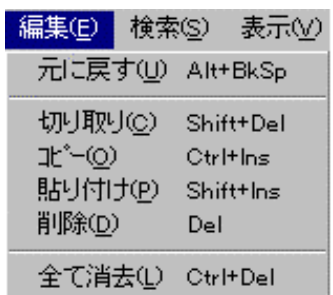 編集(E) 検索(S) 表示(V)
元に戻す(U) Alt+BkSp
切り取り(C) Shift+Del
ｺﾋﾟｰ(O) Ctrl+Ins
貼り付け(P) Shift+Ins
削除(D) Del
全て消去(L) Ctrl+Del